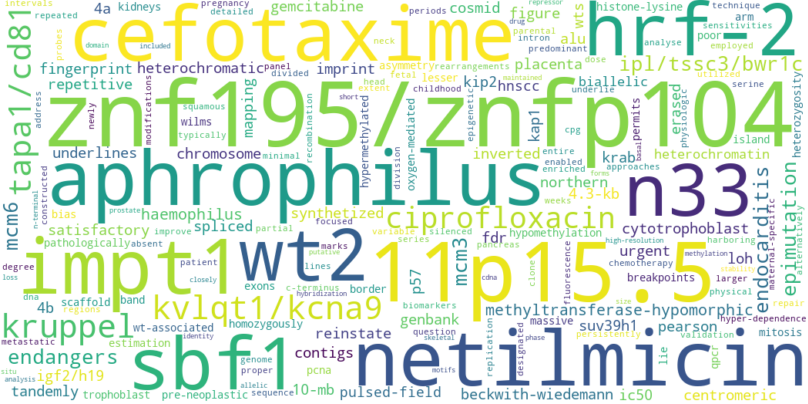 intervals repeated kidneys pregnancy detailed 4a gemcitabine cosmid periods technique repressor histone-lysine sensitivities
cefotaxime hrf-2
drug parental intron predominant figure wts alu arm poor analyse employed
probes domain included neck asymmetry rearrangements fetal lesser dose
fingerprint heterochromatic panel imprint placenta ipl/tssc3/bwr1c
repetitive divided head extent childhood kip2 hnscc biallelic underlie utilized serine
tapa1/cd81 address newly modifications squamous wilms typically mapping recombination short
znf195/znfp104
hypermethylated oxygen-mediated epigenetic cpg kap1 erased permits physiologic island heterozygosity
underlines chromosome minimal division inverted entire enabled enriched krab basal approaches heterochromatin
aphrophilus n33
northern weeks forms 4.3-kb
mcm6 n-terminal constructed bias haemophilus synthetized focused ciprofloxacin cytotrophoblast
satisfactory spliced partial variable silenced hypomethylation fdr urgent loh
pathologically absent improve marks series pancreas high-resolution harboring
prostate putative methylation stability larger
impt1 wt2 11p15.5
endocarditis epimutation maternal-specific alternatively
degree patient closely lines c-terminus border p57 mcm3 cdna clone fluorescence chemotherapy breakpoints physical
loss dna scaffold band exons hybridization biomarkers
4b regions kvlqt1/kcna9 genbank methyltransferase-hypomorphic
kruppel wt-associated homozygously reinstate question massive suv39h1 pearson hyper-dependence repair mitosis
metastatic estimation identity skeletal designated phase persistently validation
endangers sbf1 genome proper contigs netilmicin
situ analysis igf2/h19 allelic pcna motifs replication size lie qpcr
tandemly trophoblast pre-neoplastic sequence 10-mb pulsed-field beckwith-wiedemann ic50 centromeric